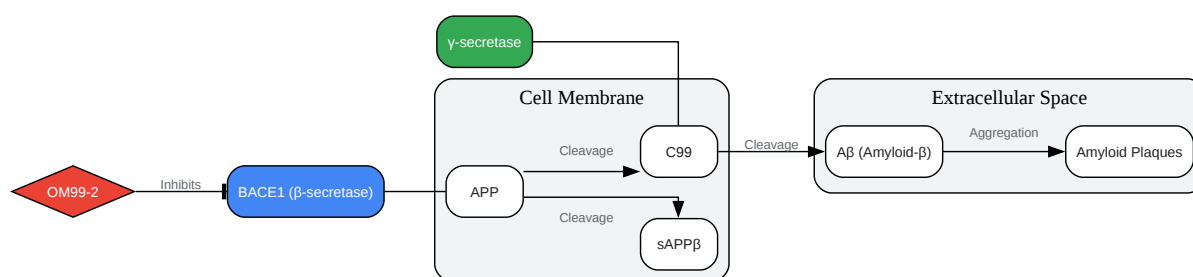 γ-secretase
Cell Membrane
Extracellular Space
Cleavage
C99
Cleavage
Aβ (Amyloid-β)
Aggregation
Amyloid Plaques
OM99-2
Inhibits
BACE1 (β-secretase)
APP
Cleavage
sAPPβ